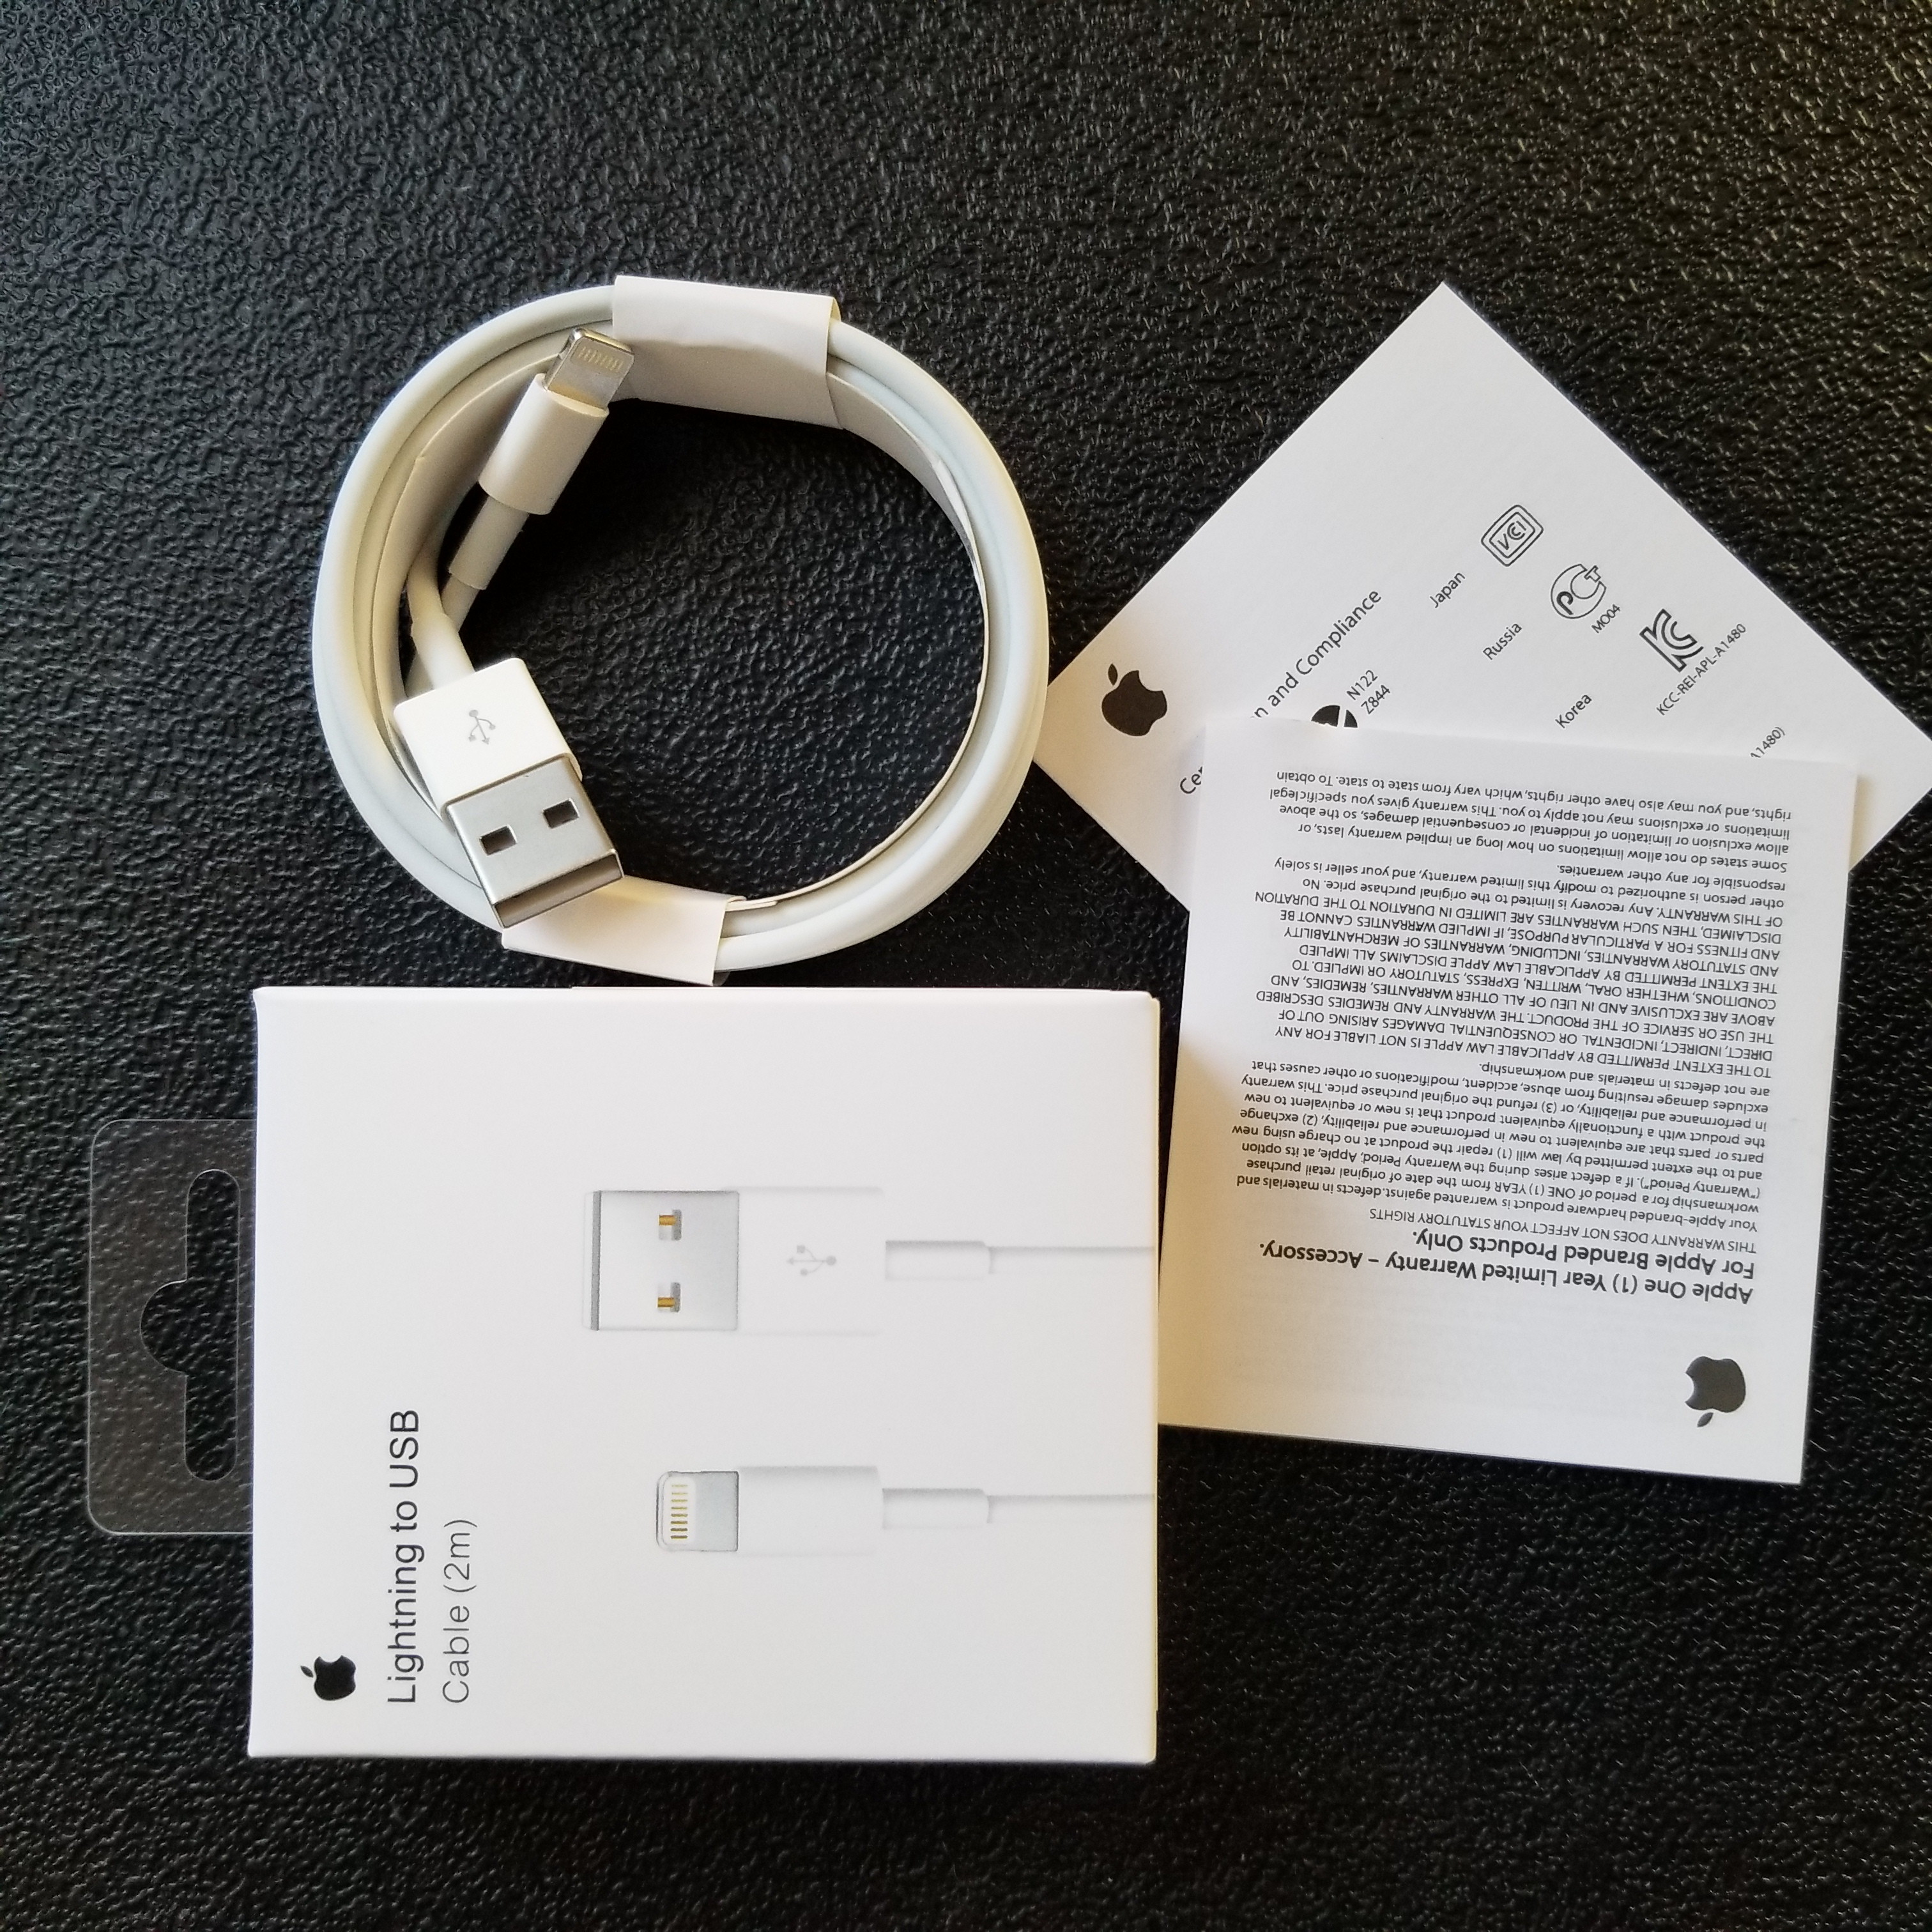 Lightning to USB
Cable (2m)
Apple One (1) Year Limited Warranty – Accessory.
For Apple Branded Products Only.
THIS WARRANTY DOES NOT AFFECT YOUR STATUTORY RIGHTS
Your Apple-branded hardware product is warranted against.defects in materials and
workmanship for a period of ONE (1) YEAR from the date of original retail purchase
("Warranty Period"). If a defect arises during the Warranty Period, Apple, at its option
and to the extent permitted by law will (1) repair the product at no charge using new
parts or parts that are equivalent to new in performance and reliability, (2) exchange
the product with a functionally equivalent product that is new or equivalent to new
in performance and reliability, or (3) refund the original purchase price. This warranty
excludes damage resulting from abuse, accident, modifications or other causes that
are not defects in materials and workmanship.
TO THE EXTENT PERMITTED BY APPLICABLE LAW APPLE IS NOT LIABLE FOR ANY
DIRECT, INDIRECT, INCIDENTAL OR CONSEQUENTIAL DAMAGES ARISING OUT OF
THE USE OR SERVICE OF THE PRODUCT. THE WARRANTY AND REMEDIES DESCRIBED
ABOVE ARE EXCLUSIVE AND IN LIEU OF ALL OTHER WARRANTIES, REMEDIES, AND
CONDITIONS, WHETHER ORAL, WRITTEN, EXPRESS, STATUTORY OR IMPLIED. TO
THE EXTENT PERMITTED BY APPLICABLE LAW APPLE DISCLAIMS ALL IMPLIED
AND STATUTORY WARRANTIES, INCLUDING, WARRANTIES OF MERCHANTABILITY
AND FITNESS FOR A PARTICULAR PURPOSE, IF IMPLIED WARRANTIES CANNOT BE
DISCLAIMED, THEN SUCH WARRANTIES ARE LIMITED IN DURATION TO THE DURATION
OF THIS WARRANTY. Any recovery is limited to the original purchase price. No
other person is authorized to modify this limited warranty, and your seller is solely
responsible for any other warranties.
Some states do not allow limitations on how long an implied warranty lasts, or
allow exclusion or limitation of incidental or consequential damages, so the above
limitations or exclusions may not apply to you. This warranty gives you specific legal
rights, and you may also have other rights, which vary from state to state. To obtain
and Compliance
N122
Z844
Japan
VCI
Russia
MO04
Korea
KCC-REI-APL-A1480
A1480)